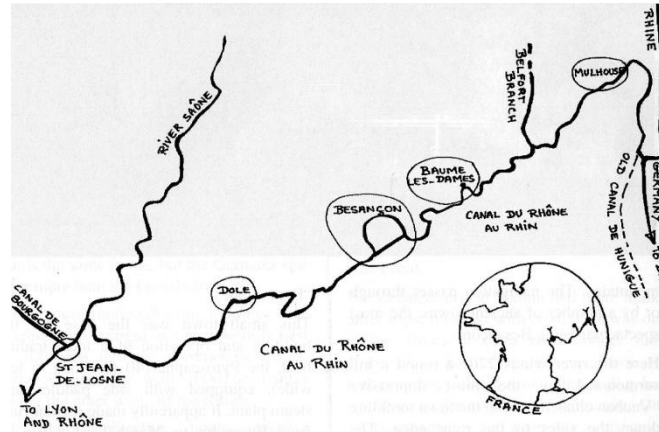 RHINE
MULHOUSE
BELFORT
BRANCH
RIVER SAÔNE
BAUME
LES-DAMES
BESANÇON
CANAL DU RHÔNE
AU RHIN
OLD CANAL DE HUNIGUE
GERMANY
TO
DOLE
CANAL DE
BOURGOGNE
CANAL DU RHÔNE
AU RHIN
ST JEAN-
DE-LOSNE
TO LYON
AND RHÔNE
FRANCE